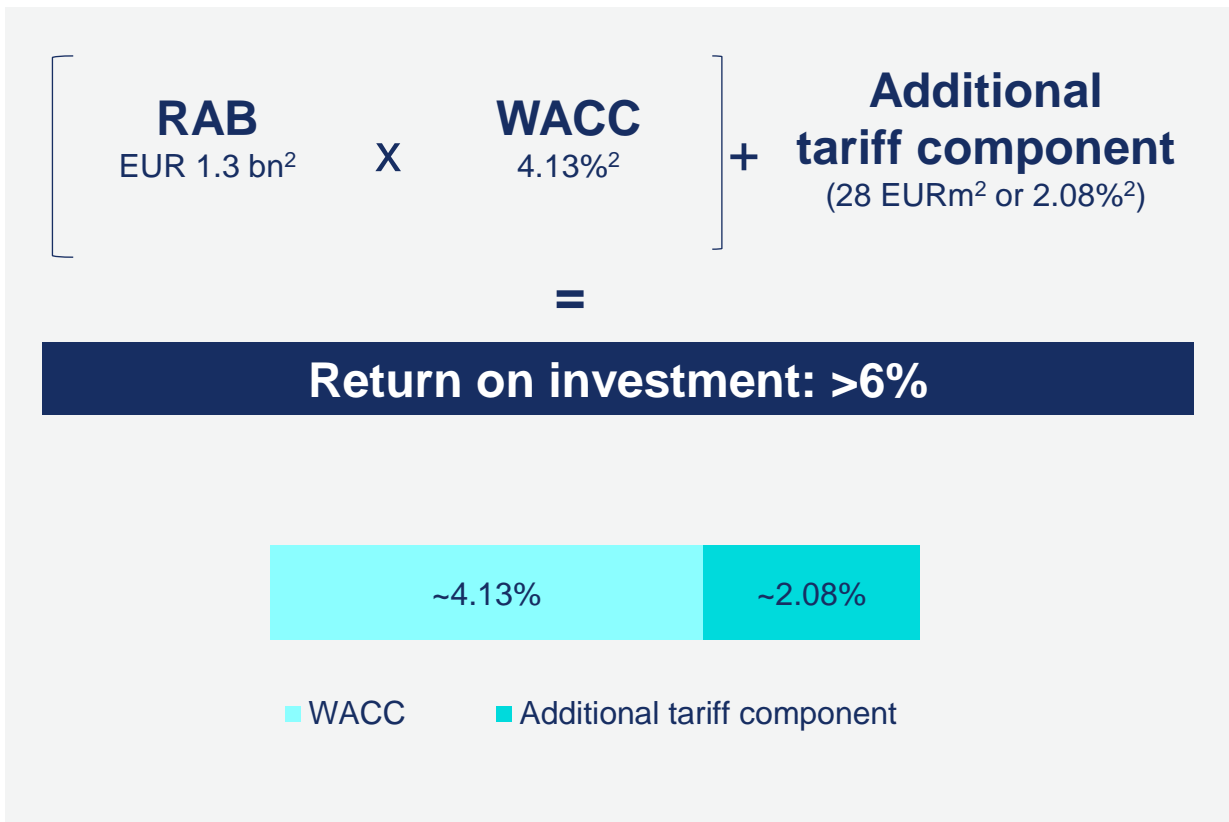 RAB
EUR 1.3 bn²
x
WACC
4.13%²
+
Additional
tariff component
(28 EURm² or 2.08%²)
=
Return on investment: >6%
~4.13%
~2.08%
WACC
Additional tariff component